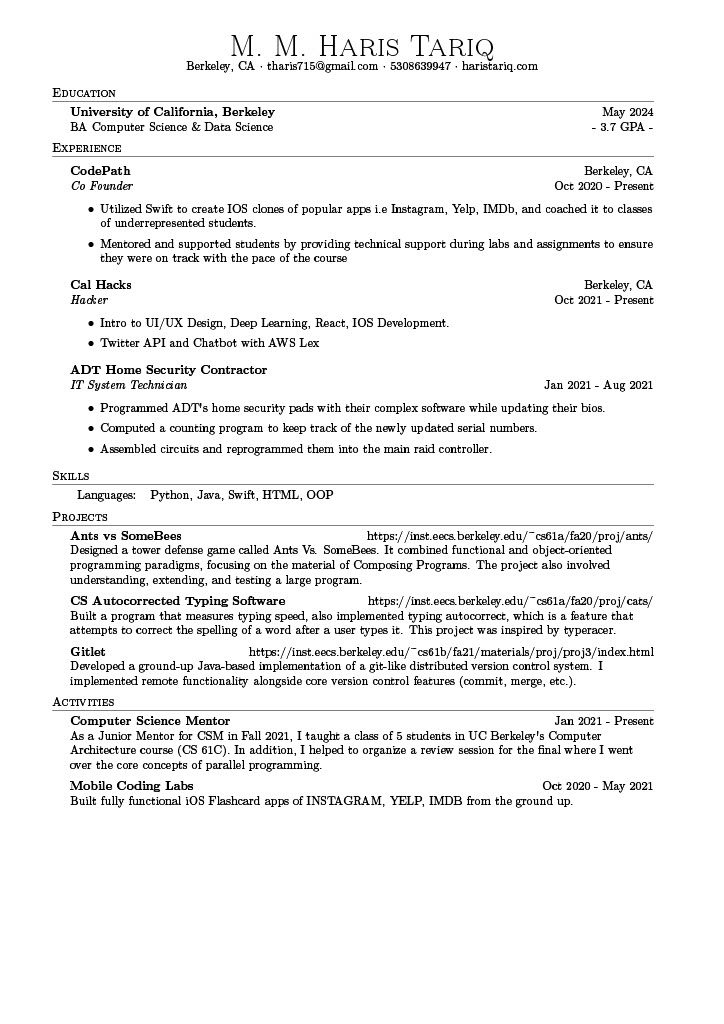 M. M. Haris Tariq
Berkeley, CA · tharis715@gmail.com · 5308639947 · haristariq.com
Education
University of California, Berkeley May 2024
BA Computer Science & Data Science - 3.7 GPA -
Experience
CodePath Berkeley, CA
Co Founder Oct 2020 - Present
• Utilized Swift to create IOS clones of popular apps i.e Instagram, Yelp, IMDb, and coached it to classes
of underrepresented students.
• Mentored and supported students by providing technical support during labs and assignments to ensure
they were on track with the pace of the course
Cal Hacks Berkeley, CA
Hacker Oct 2021 - Present
• Intro to UI/UX Design, Deep Learning, React, IOS Development.
• Twitter API and Chatbot with AWS Lex
ADT Home Security Contractor
IT System Technician Jan 2021 - Aug 2021
• Programmed ADT's home security pads with their complex software while updating their bios.
• Computed a counting program to keep track of the newly updated serial numbers.
• Assembled circuits and reprogrammed them into the main raid controller.
Skills
Languages: Python, Java, Swift, HTML, OOP
Projects
Ants vs SomeBees https://inst.eecs.berkeley.edu/~cs61a/fa20/proj/ants/
Designed a tower defense game called Ants Vs. SomeBees. It combined functional and object-oriented
programming paradigms, focusing on the material of Composing Programs. The project also involved
understanding, extending, and testing a large program.
CS Autocorrected Typing Software https://inst.eecs.berkeley.edu/~cs61a/fa20/proj/cats/
Built a program that measures typing speed, also implemented typing autocorrect, which is a feature that
attempts to correct the spelling of a word after a user types it. This project was inspired by typeracer.
Gitlet https://inst.eecs.berkeley.edu/~cs61b/fa21/materials/proj/proj3/index.html
Developed a ground-up Java-based implementation of a git-like distributed version control system. I
implemented remote functionality alongside core version control features (commit, merge, etc.).
Activities
Computer Science Mentor Jan 2021 - Present
As a Junior Mentor for CSM in Fall 2021, I taught a class of 5 students in UC Berkeley's Computer
Architecture course (CS 61C). In addition, I helped to organize a review session for the final where I went
over the core concepts of parallel programming.
Mobile Coding Labs Oct 2020 - May 2021
Built fully functional iOS Flashcard apps of INSTAGRAM, YELP, IMDB from the ground up.